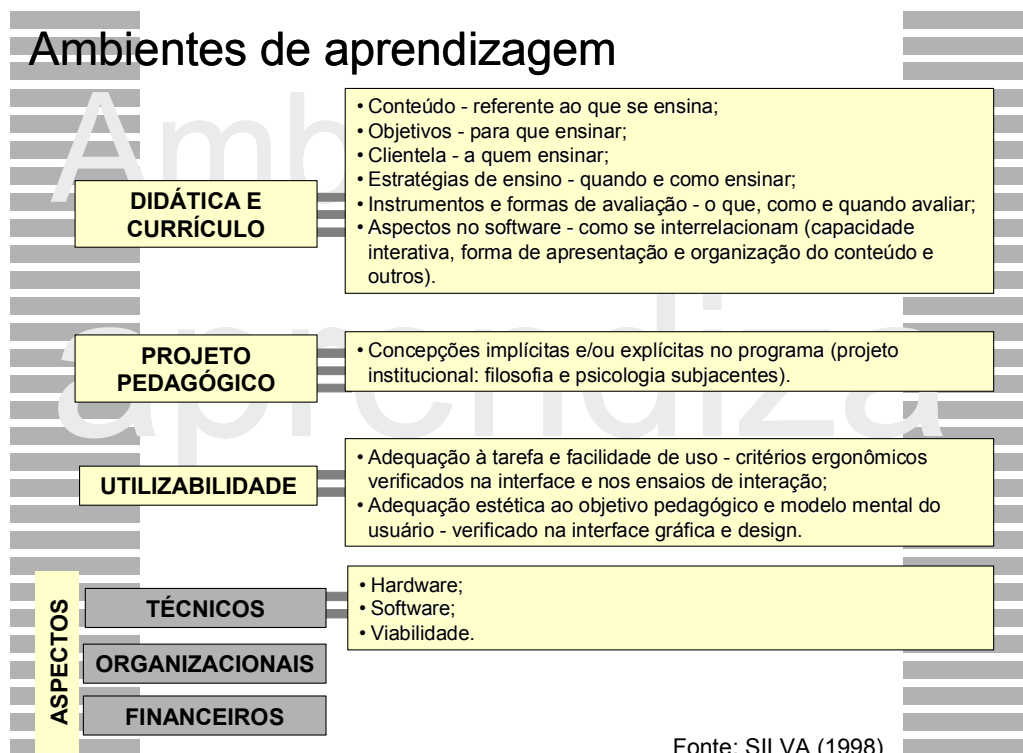 Ambientes de aprendizagem
Amb
aprendiza
DIDÁTICA E
CURRÍCULO
• Conteúdo - referente ao que se ensina;
• Objetivos - para que ensinar;
• Clientela - a quem ensinar;
• Estratégias de ensino - quando e como ensinar;
• Instrumentos e formas de avaliação - o que, como e quando avaliar;
• Aspectos no software - como se interrelacionam (capacidade
interativa, forma de apresentação e organização do conteúdo e
outros).
PROJETO
PEDAGÓGICO
• Concepções implícitas e/ou explícitas no programa (projeto
institucional: filosofia e psicologia subjacentes).
UTILIZABILIDADE
• Adequação à tarefa e facilidade de uso - critérios ergonômicos
verificados na interface e nos ensaios de interação;
• Adequação estética ao objetivo pedagógico e modelo mental do
usuário - verificado na interface gráfica e design.
ASPECTOS
TÉCNICOS
• Hardware;
• Software;
• Viabilidade.
ORGANIZACIONAIS
FINANCEIROS
Fonte: SILVA (1998)